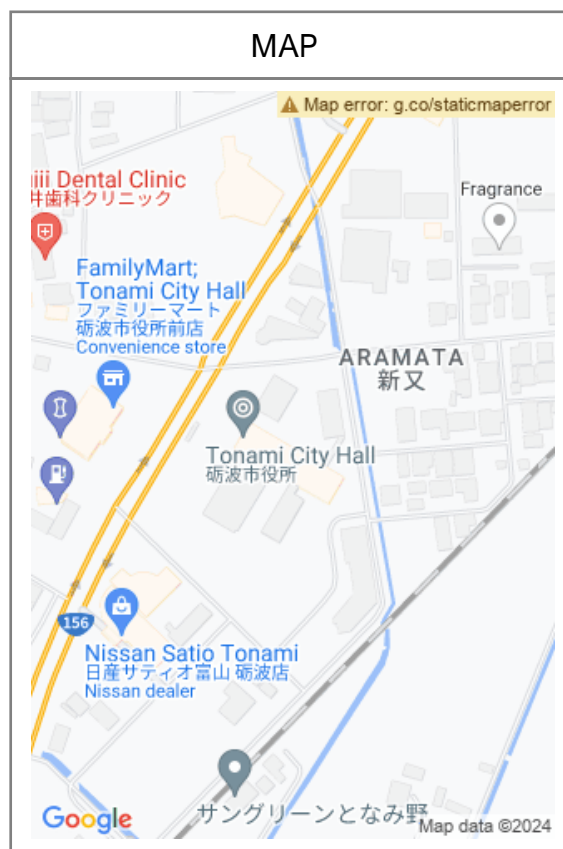 MAP
Map error: g.co/staticmaperror
Dental Clinic
井歯科クリニック
Fragrance
FamilyMart;
Tonami City Hall
ファミリーマート
砺波市役所前店
Convenience store
ARAMATA
新又
Tonami City Hall
砺波市役所
156
Nissan Satio Tonami
日産サティオ富山 砺波店
Nissan dealer
サングリーンとなみ野
Google
Map data ©2024